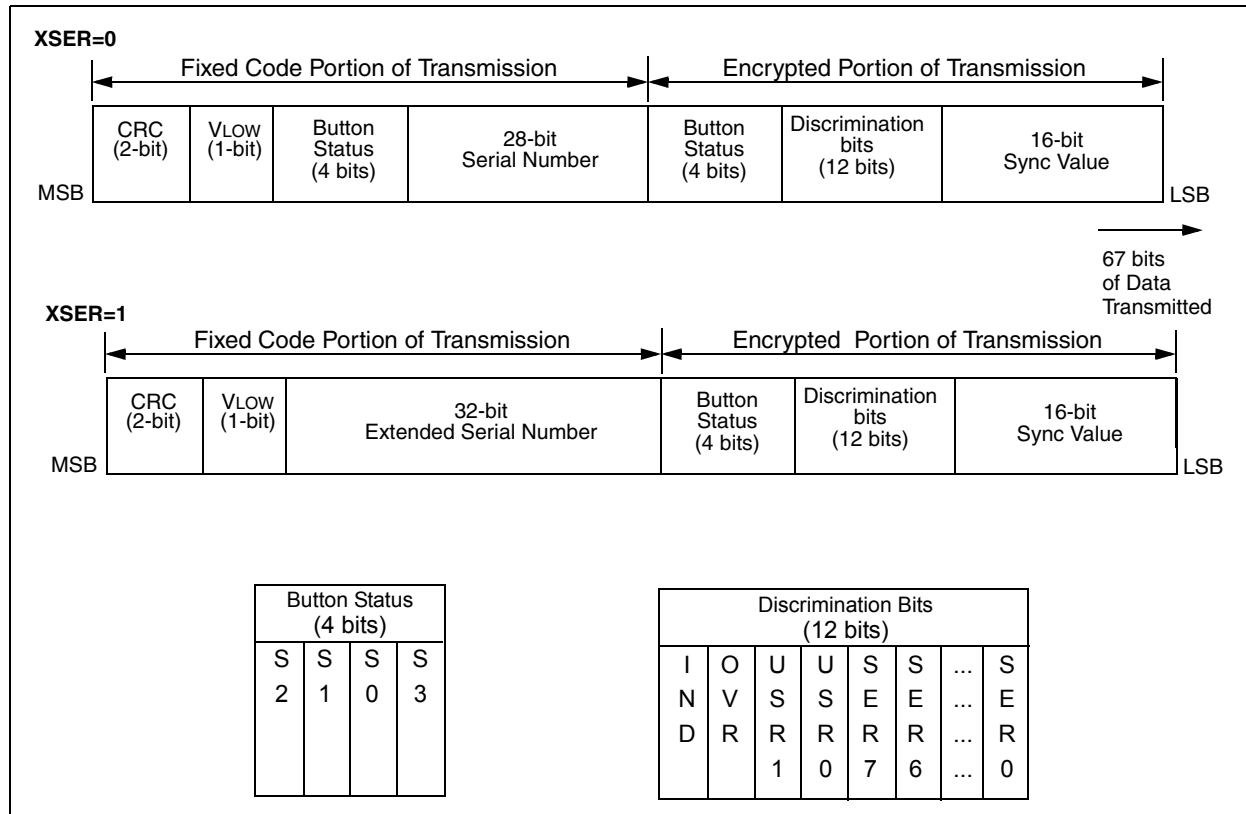 XSER=0
Fixed Code Portion of Transmission
Encrypted Portion of Transmission
CRC
(2-bit)
VLOW
(1-bit)
Button
Status
(4 bits)
28-bit
Serial Number
Button
Status
(4 bits)
Discrimination
bits
(12 bits)
16-bit
Sync Value
MSB
LSB
67 bits
of Data
Transmitted
XSER=1
Fixed Code Portion of Transmission
Encrypted Portion of Transmission
CRC
(2-bit)
VLOW
(1-bit)
32-bit
Extended Serial Number
Button
Status
(4 bits)
Discrimination
bits
(12 bits)
16-bit
Sync Value
MSB
LSB
Button Status
(4 bits)
S S S S
2 1 0 3
Discrimination Bits
(12 bits)
I O U U S S ... S
N V S S E E ... E
D R R R R R ... R
1 0 7 6 ... 0